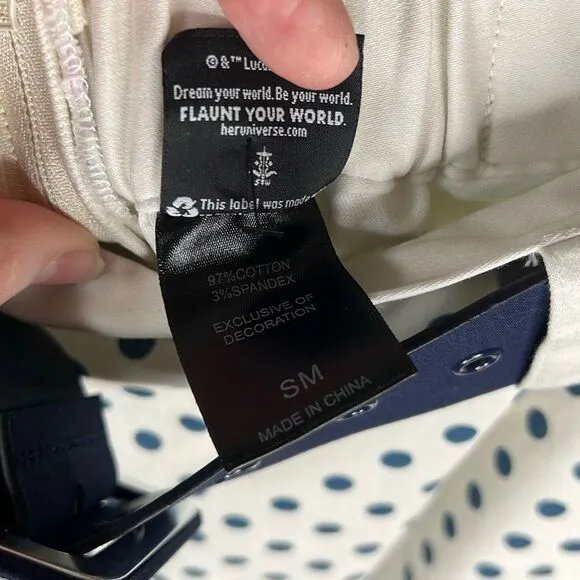 ©&™ Luc
Dream your world. Be your world.
FLAUNT YOUR WORLD.
heruniverse.com
This label was made
97%COTTON
3%SPANDEX
EXCLUSIVE OF
DECORATION
SM
MADE IN CHINA